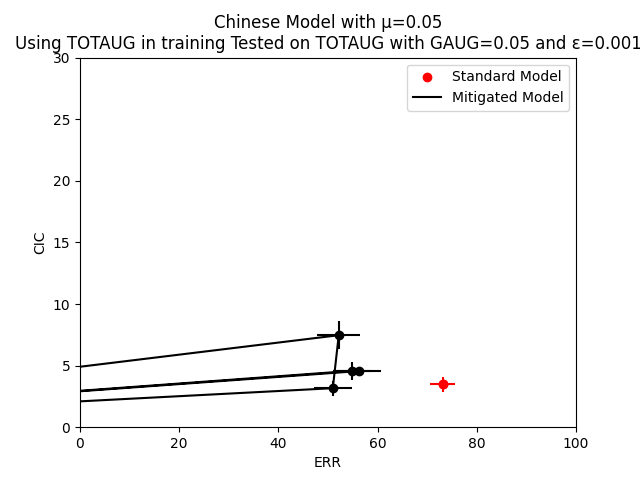 Chinese Model with μ=0.05
Using TOTAUG in training Tested on TOTAUG with GAUG=0.05 and ε=0.001
Standard Model
Mitigated Model
30
25
20
15
10
5
0
CIC
0 20 40 60 80 100
ERR